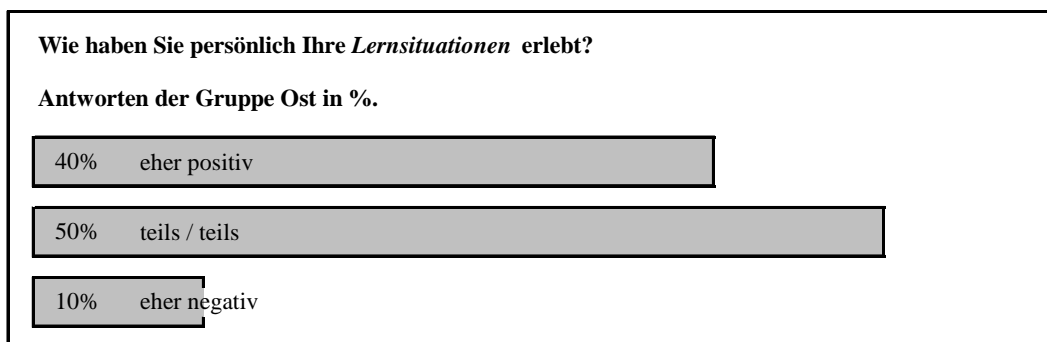 Wie haben Sie persönlich Ihre Lernsituationen erlebt?
Antworten der Gruppe Ost in %.
40% eher positiv
50% teils / teils
10% eher negativ